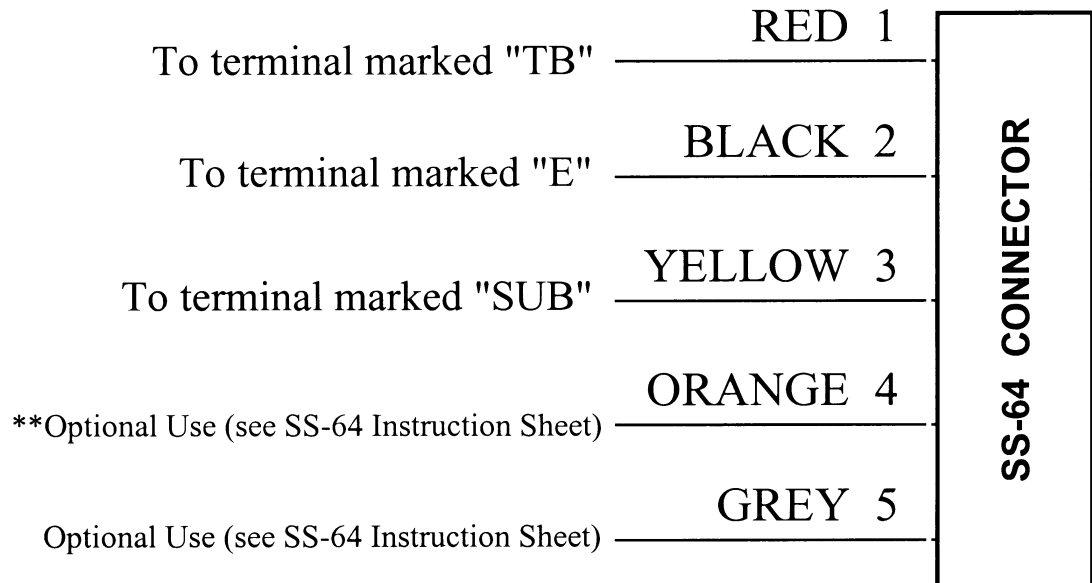 RED 1
To terminal marked "TB"
BLACK 2
To terminal marked "E"
YELLOW 3
To terminal marked "SUB"
ORANGE 4
**Optional Use (see SS-64 Instruction Sheet)
GREY 5
Optional Use (see SS-64 Instruction Sheet)
SS-64 CONNECTOR